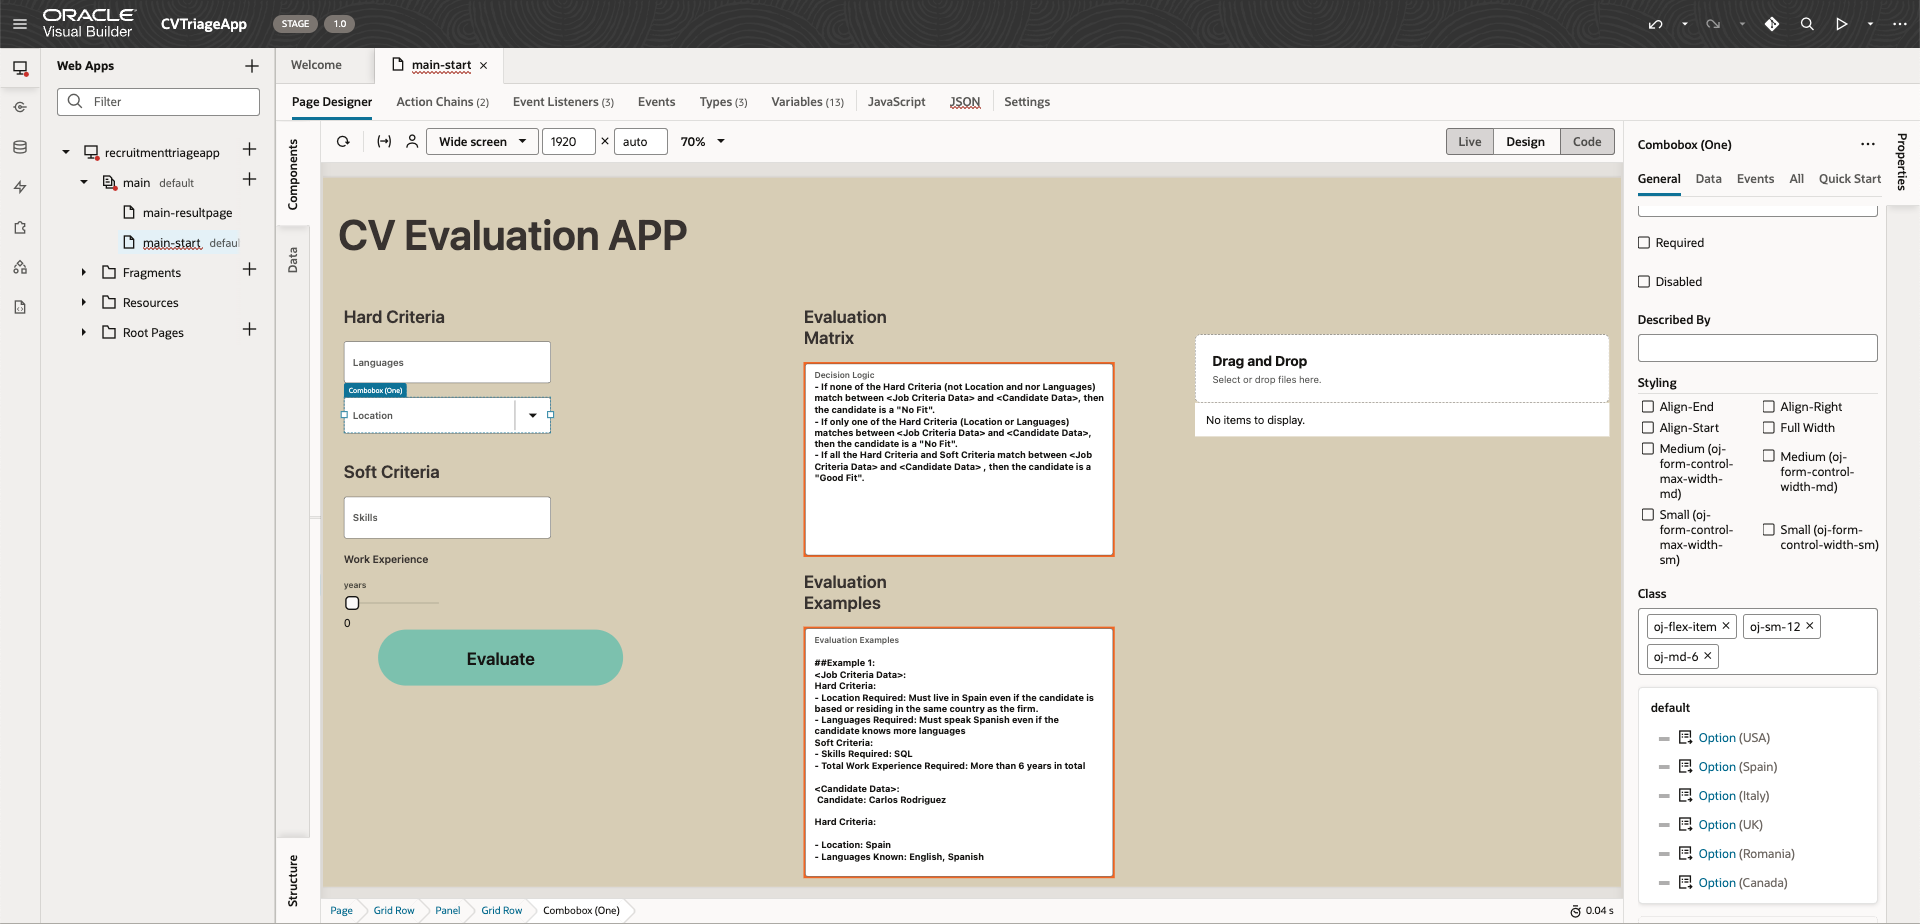 ORACLE
Visual Builder
CVTriageApp
STAGE
1.0
Web Apps
Filter
recruitmenttriageapp
main default
main-resultpage
main-start defaul
Fragments
Resources
Root Pages
Welcome
main-start
Page Designer
Action Chains (2)
Event Listeners (3)
Events
Types (3)
Variables (13)
JavaScript
JSON
Settings
Components
Data
Structure
Wide screen
1920
×
auto
70%
Live
Design
Code
CV Evaluation APP
Hard Criteria
Languages
Combobox (One)
Location
Soft Criteria
Skills
Work Experience
years
0
Evaluate
Evaluation
Matrix
Decision Logic
- If none of the Hard Criteria (not Location and nor Languages)
match between <Job Criteria Data> and <Candidate Data>, then
the candidate is a "No Fit".
- If only one of the Hard Criteria (Location or Languages)
matches between <Job Criteria Data> and <Candidate Data>,
then the candidate is a "No Fit".
- If all the Hard Criteria and Soft Criteria match between <Job
Criteria Data> and <Candidate Data> , then the candidate is a
"Good Fit".
Evaluation
Examples
Evaluation Examples
##Example 1:
<Job Criteria Data>:
Hard Criteria:
- Location Required: Must live in Spain even if the candidate is
based or residing in the same country as the firm.
- Languages Required: Must speak Spanish even if the
candidate knows more languages
Soft Criteria:
- Skills Required: SQL
- Total Work Experience Required: More than 6 years in total
<Candidate Data>:
Candidate: Carlos Rodriguez
Hard Criteria:
- Location: Spain
- Languages Known: English, Spanish
Drag and Drop
Select or drop files here.
No items to display.
Page
Grid Row
Panel
Grid Row
Combobox (One)
0.04 s
Combobox (One)
Properties
General
Data
Events
All
Quick Start
Required
Disabled
Described By
Styling
Align-End
Align-Right
Align-Start
Full Width
Medium (oj-
form-control-
max-width-
md)
Medium (oj-
form-control-
width-md)
Small (oj-
form-control-
max-width-
sm)
Small (oj-form-
control-width-sm)
Class
oj-flex-item ×
oj-sm-12 ×
oj-md-6 ×
default
Option (USA)
Option (Spain)
Option (Italy)
Option (UK)
Option (Romania)
Option (Canada)